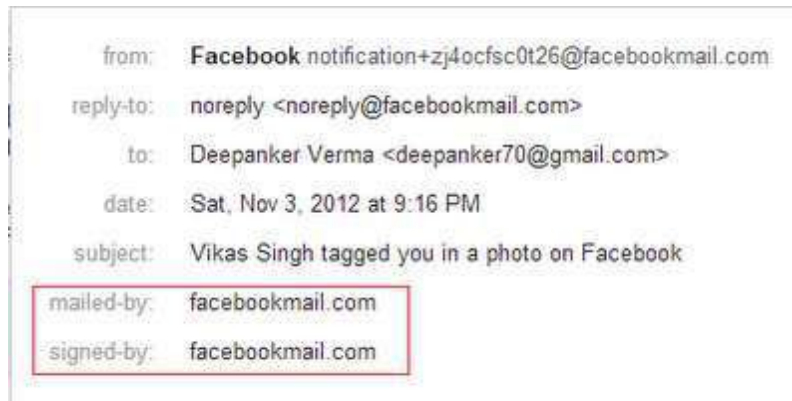 from: Facebook notification+zj4ocfsc0t26@facebookmail.com
reply-to: noreply <noreply@facebookmail.com>
to: Deepanker Verma <deepanker70@gmail.com>
date: Sat, Nov 3, 2012 at 9:16 PM
subject: Vikas Singh tagged you in a photo on Facebook
mailed-by: facebookmail.com
signed-by: facebookmail.com